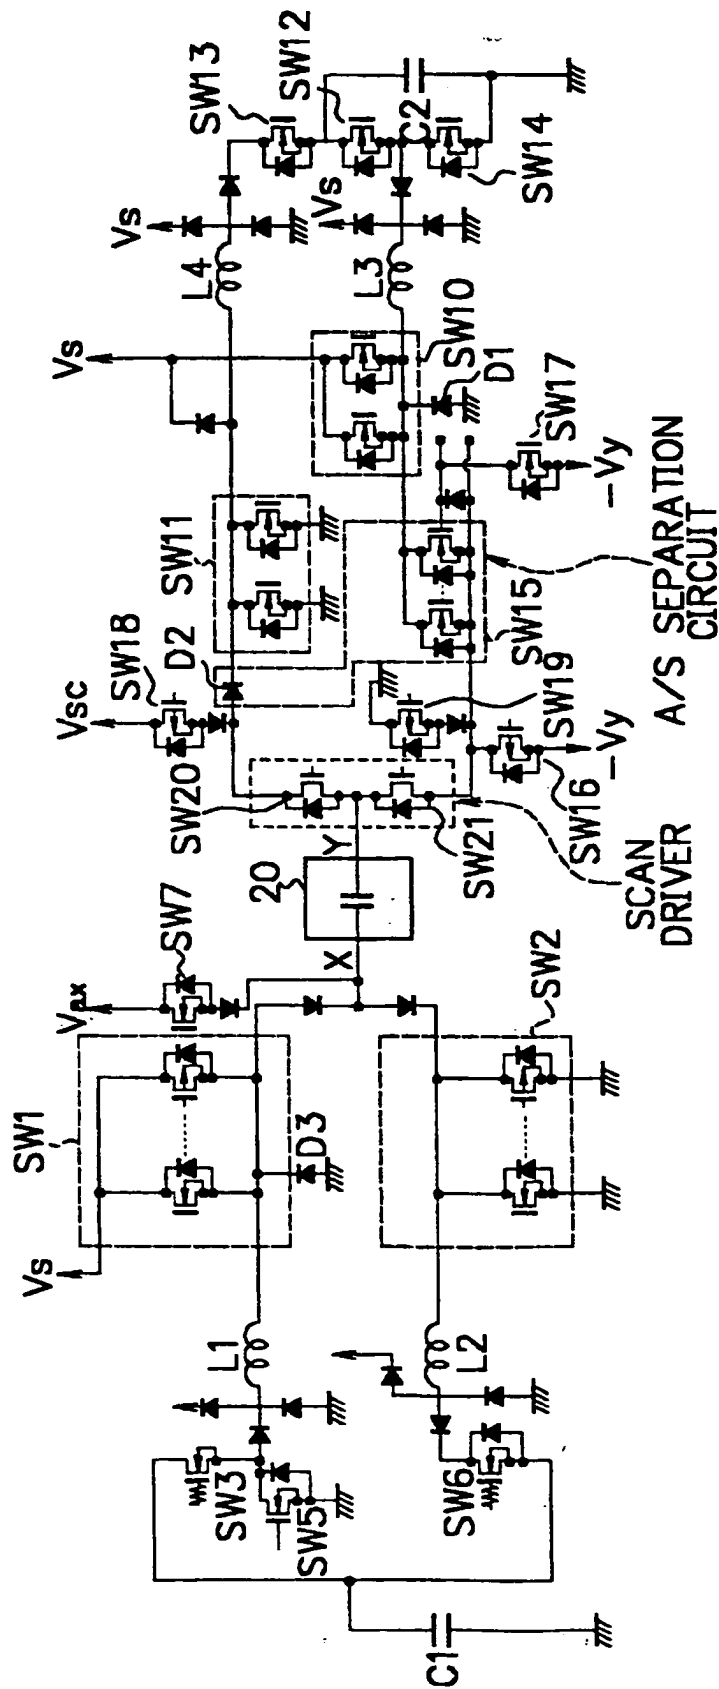 Vs
SW1
Vax
SW7
20
X
Y
D3
L1
SW3
SW5
C1
L2
SW6
SW2
Vsc
SW18
D2
SW20
SW21
SW11
SW19
SW15
SW16
-Vy
SCAN
DRIVER
A/S SEPARATION
CIRCUIT
Vs
SW10
D1
SW17
-Vy
L4
L3
Vs
Vs
SW13
SW12
C2
SW14